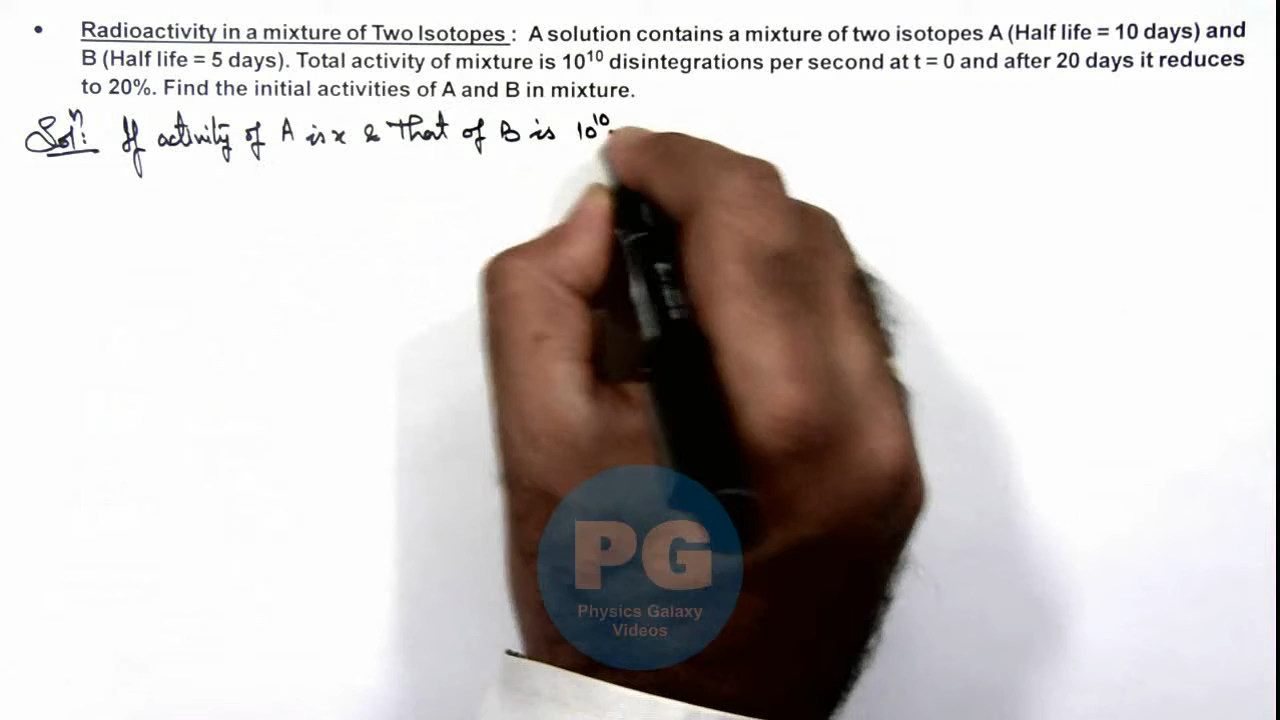 • Radioactivity in a mixture of Two Isotopes : A solution contains a mixture of two isotopes A (Half life = 10 days) and
B (Half life = 5 days). Total activity of mixture is 10¹⁰ disintegrations per second at t = 0 and after 20 days it reduces
to 20%. Find the initial activities of A and B in mixture.
Solⁿ: If activity of A is x & that of B is 10¹⁰
PG
Physics Galaxy
Videos